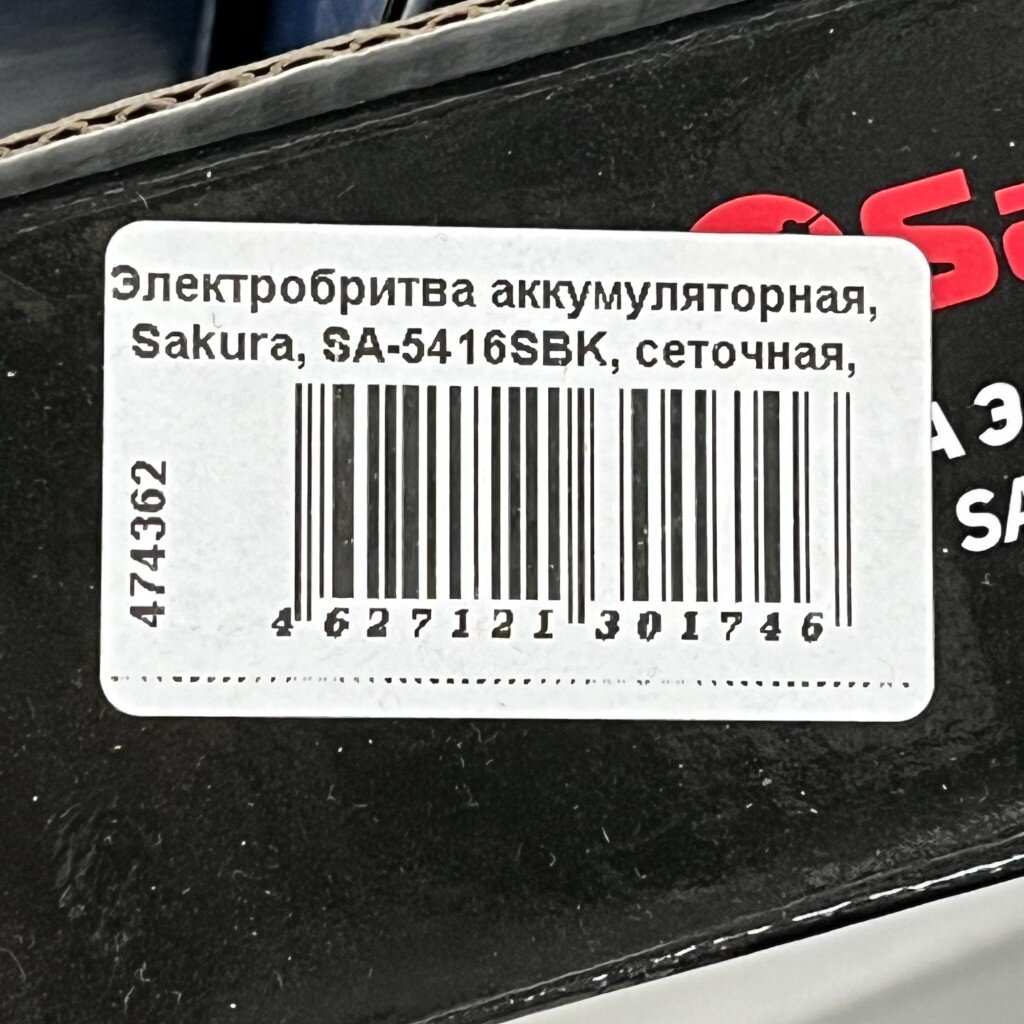 Электробритва аккумуляторная,
Sakura, SA-5416SBK, сеточная,
474362
4 627121 301746